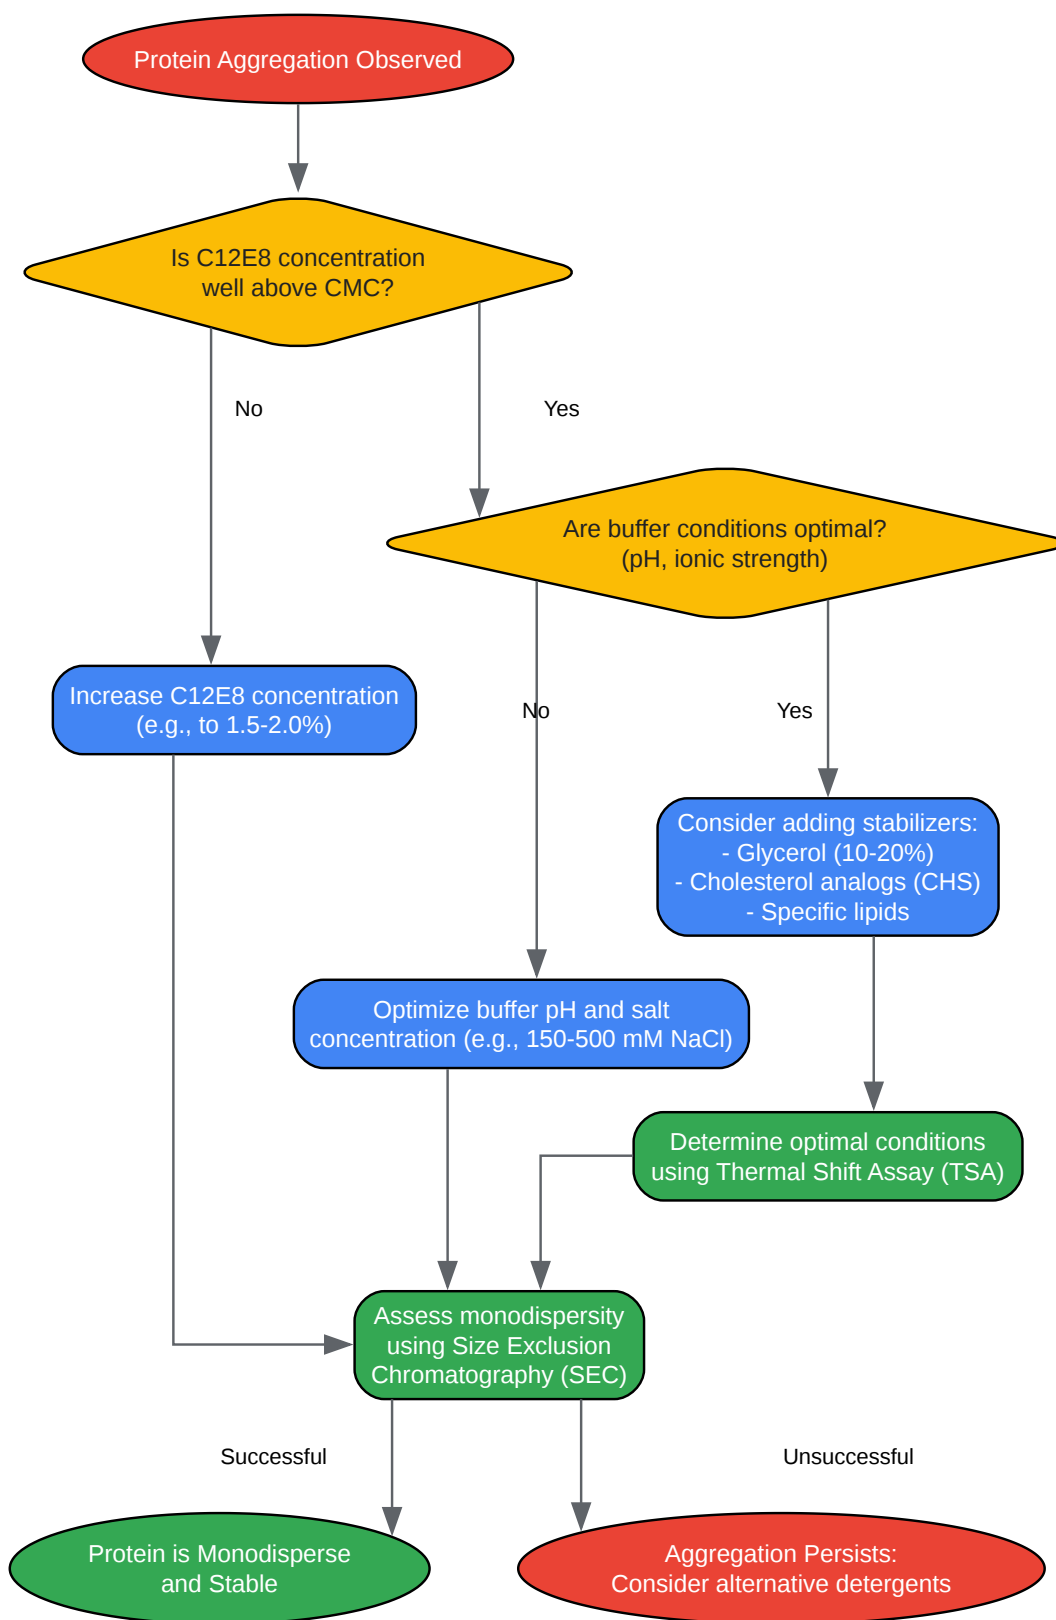 Protein Aggregation Observed
Is C12E8 concentration
well above CMC?
No
Yes
Are buffer conditions optimal?
(pH, ionic strength)
Increase C12E8 concentration
(e.g., to 1.5-2.0%)
No
Yes
Consider adding stabilizers:
- Glycerol (10-20%)
- Cholesterol analogs (CHS)
- Specific lipids
Optimize buffer pH and salt
concentration (e.g., 150-500 mM NaCl)
Determine optimal conditions
using Thermal Shift Assay (TSA)
Assess monodispersity
using Size Exclusion
Chromatography (SEC)
Successful
Unsuccessful
Protein is Monodisperse
and Stable
Aggregation Persists:
Consider alternative detergents